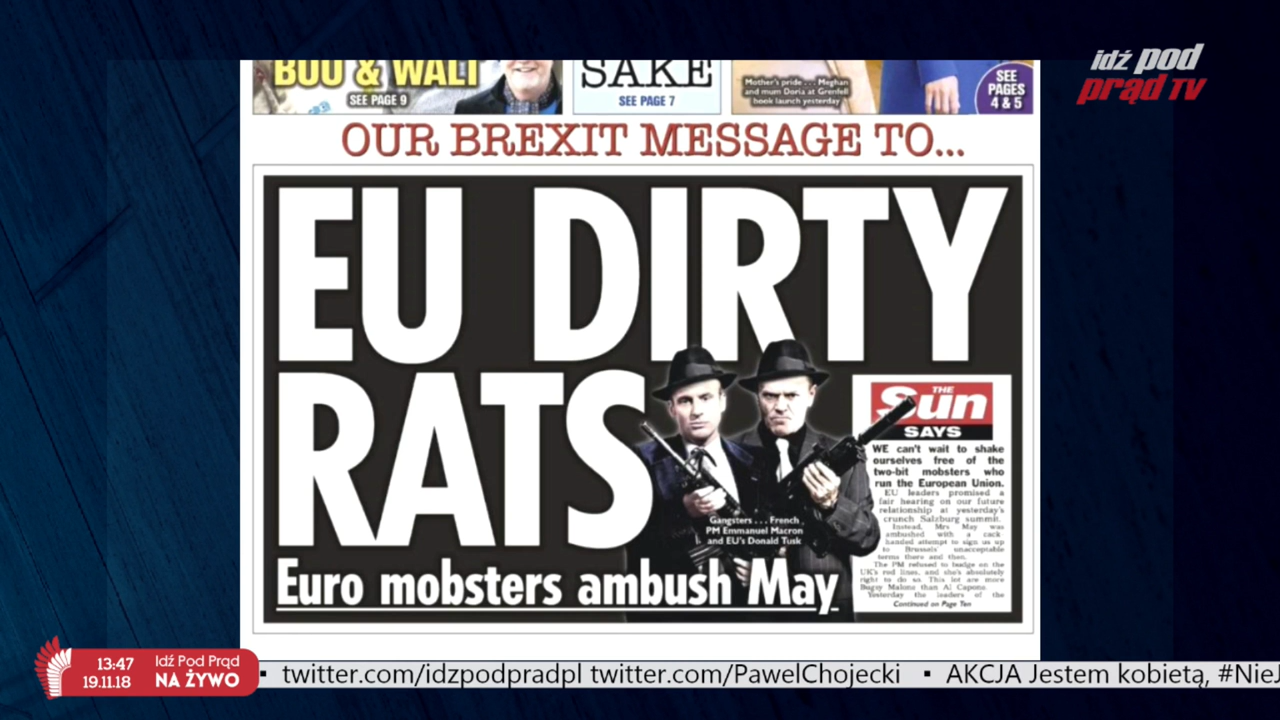 idź pod
prąd TV
BOO & WALT
SEE PAGE 9
SAKE
SEE PAGE 7
Mother's pride . . . Meghan
and mum Doria at Grenfell
book launch yesterday
SEE
PAGES
4 & 5
OUR BREXIT MESSAGE TO...
EU DIRTY
RATS
Gangsters . . . French
PM Emmanuel Macron
and EU's Donald Tusk
Euro mobsters ambush May
THE
Sun
SAYS
WE can't wait to shake
ourselves free of the
two-bit mobsters who
run the European Union.
EU leaders promised a
fair hearing on our future
relationship at yesterday's
crunch Salzburg summit.
Instead, Mrs May was
ambushed with a cack-
handed attempt to sign us up
to Brussels' unacceptable
terms there and then.
The PM refused to budge on the
UK's red lines, and she's absolutely
right to do so. This lot are more
Bugsy Malone than Al Capone.
Yesterday the leaders of the
Continued on Page Ten
13:47
19.11.18
Idź Pod Prąd
NA ŻYWO
▪ twitter.com/idzpodpradpl twitter.com/PawelChojecki ▪ AKCJA Jestem kobietą, #NieJ